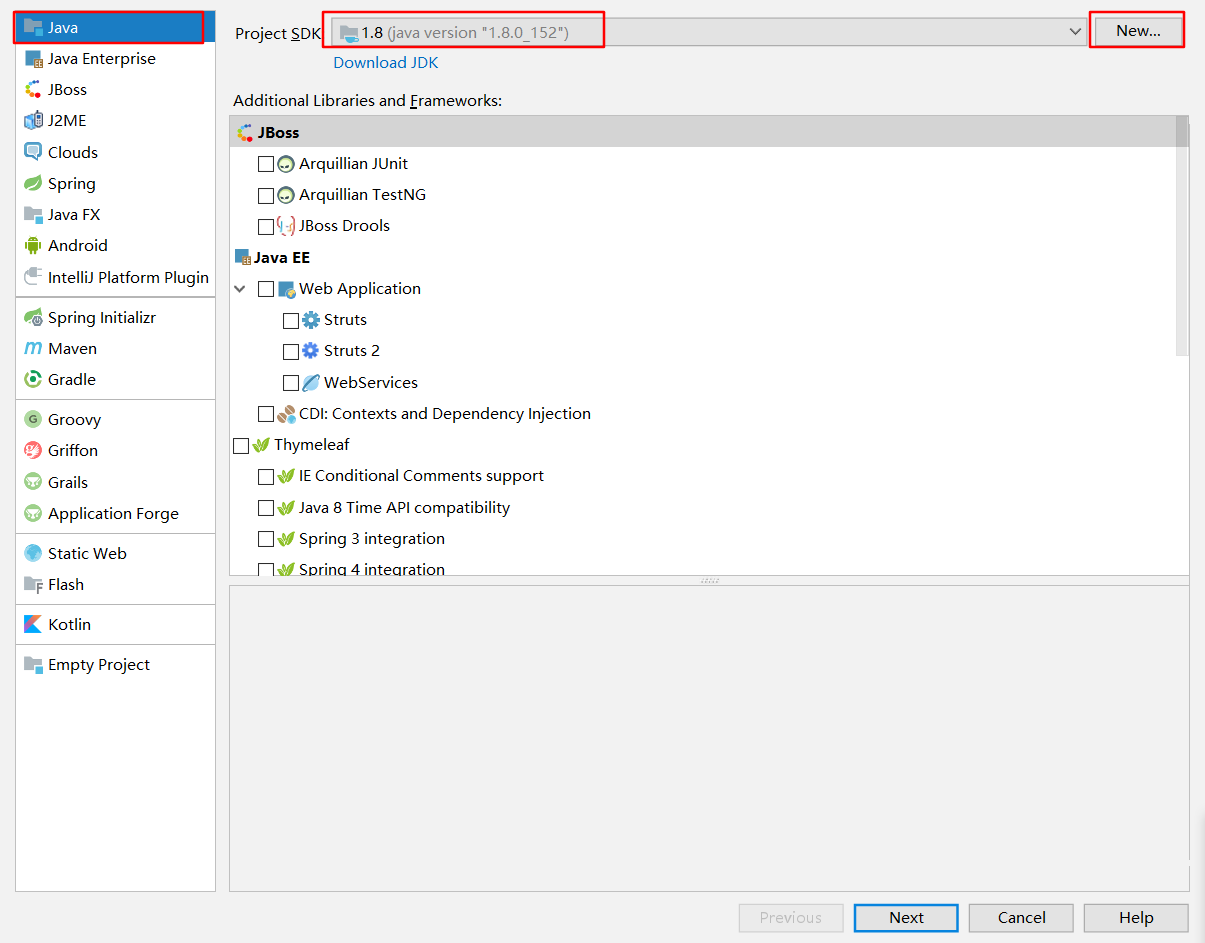 Java
Java Enterprise
JBoss
J2ME
Clouds
Spring
Java FX
Android
IntelliJ Platform Plugin
Spring Initializr
Maven
Gradle
Groovy
Griffon
Grails
Application Forge
Static Web
Flash
Kotlin
Empty Project
Project SDK 1.8 (java version "1.8.0_152") New...
Download JDK
Additional Libraries and Frameworks:
JBoss
Arquillian JUnit
Arquillian TestNG
JBoss Drools
Java EE
Web Application
Struts
Struts 2
WebServices
CDI: Contexts and Dependency Injection
Thymeleaf
IE Conditional Comments support
Java 8 Time API compatibility
Spring 3 integration
Spring 4 integration
Previous Next Cancel Help